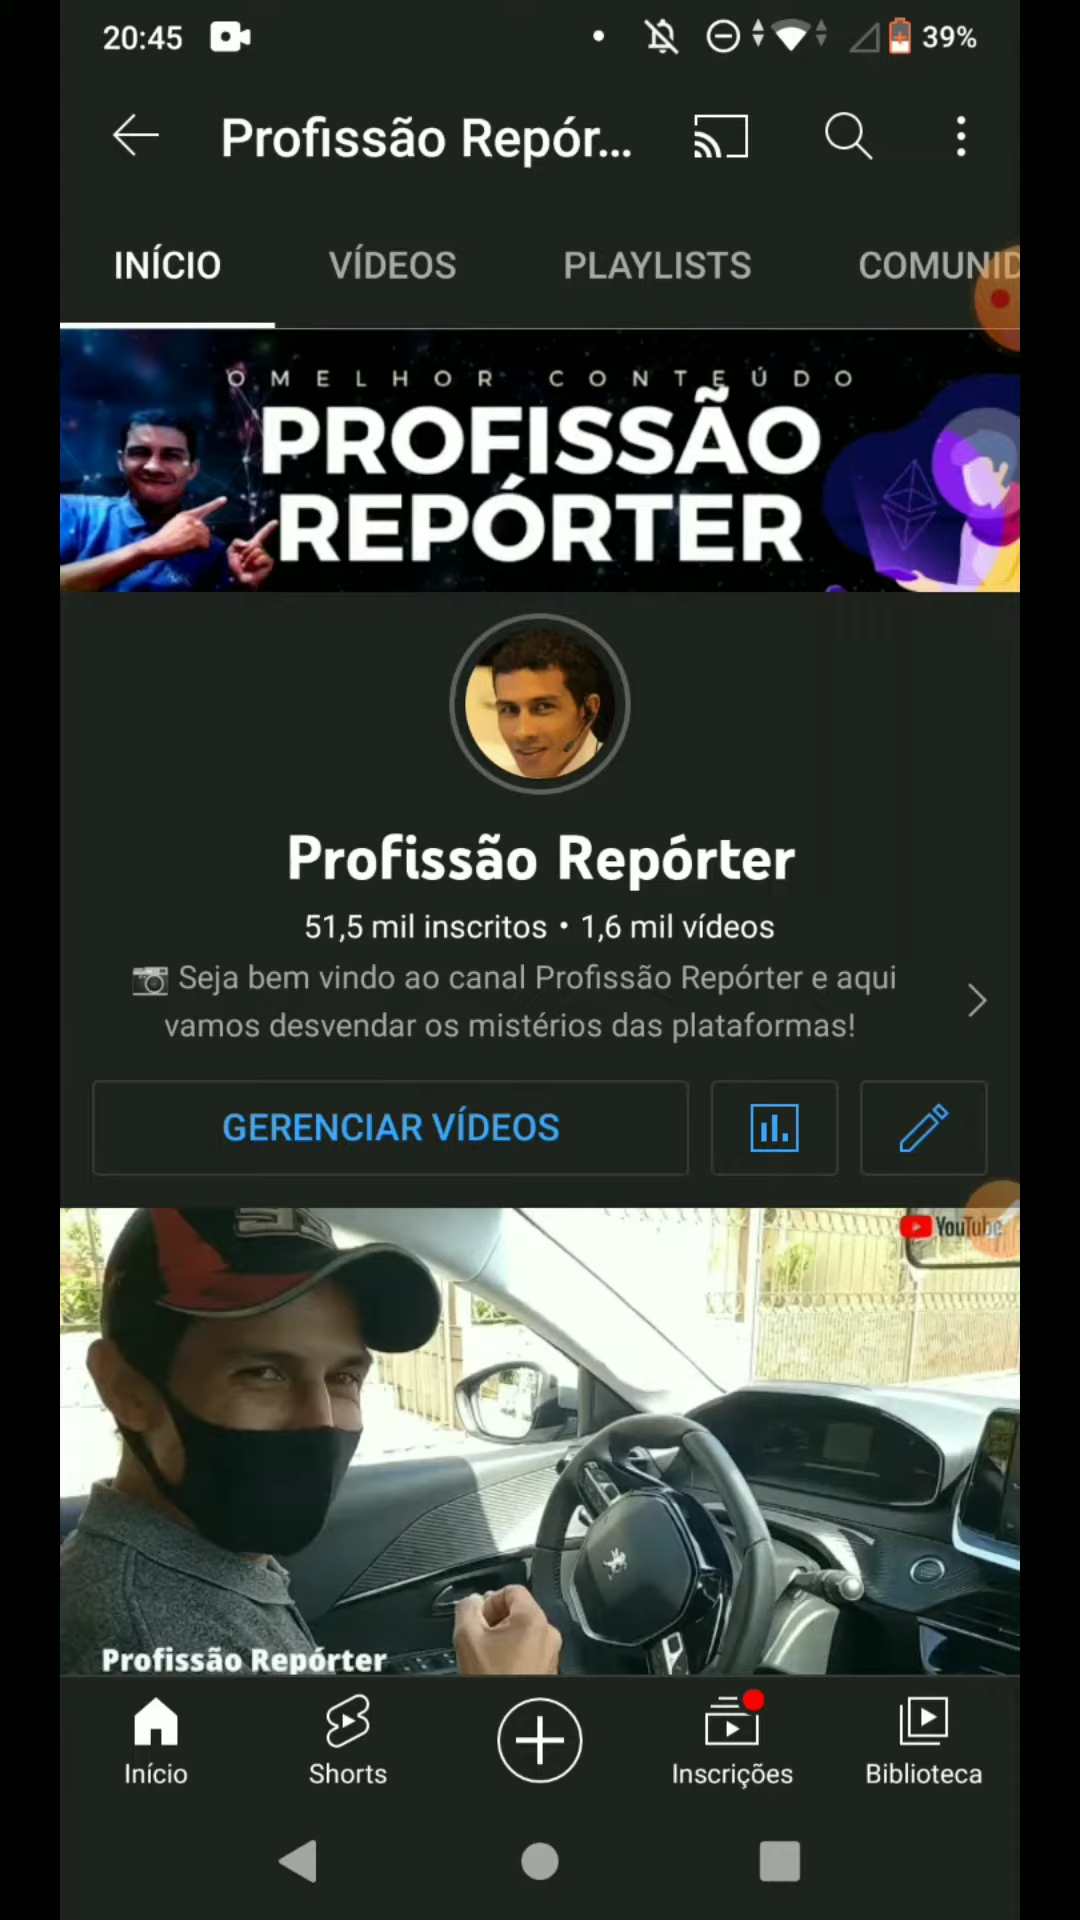 20:45
39%
Profissão Repór...
INÍCIO
VÍDEOS
PLAYLISTS
COMUNID
O MELHOR CONTEÚDO
PROFISSÃO
REPÓRTER
Profissão Repórter
51,5 mil inscritos • 1,6 mil vídeos
Seja bem vindo ao canal Profissão Repórter e aqui
vamos desvendar os mistérios das plataformas!
GERENCIAR VÍDEOS
YouTube
Profissão Repórter
Início
Shorts
Inscrições
Biblioteca